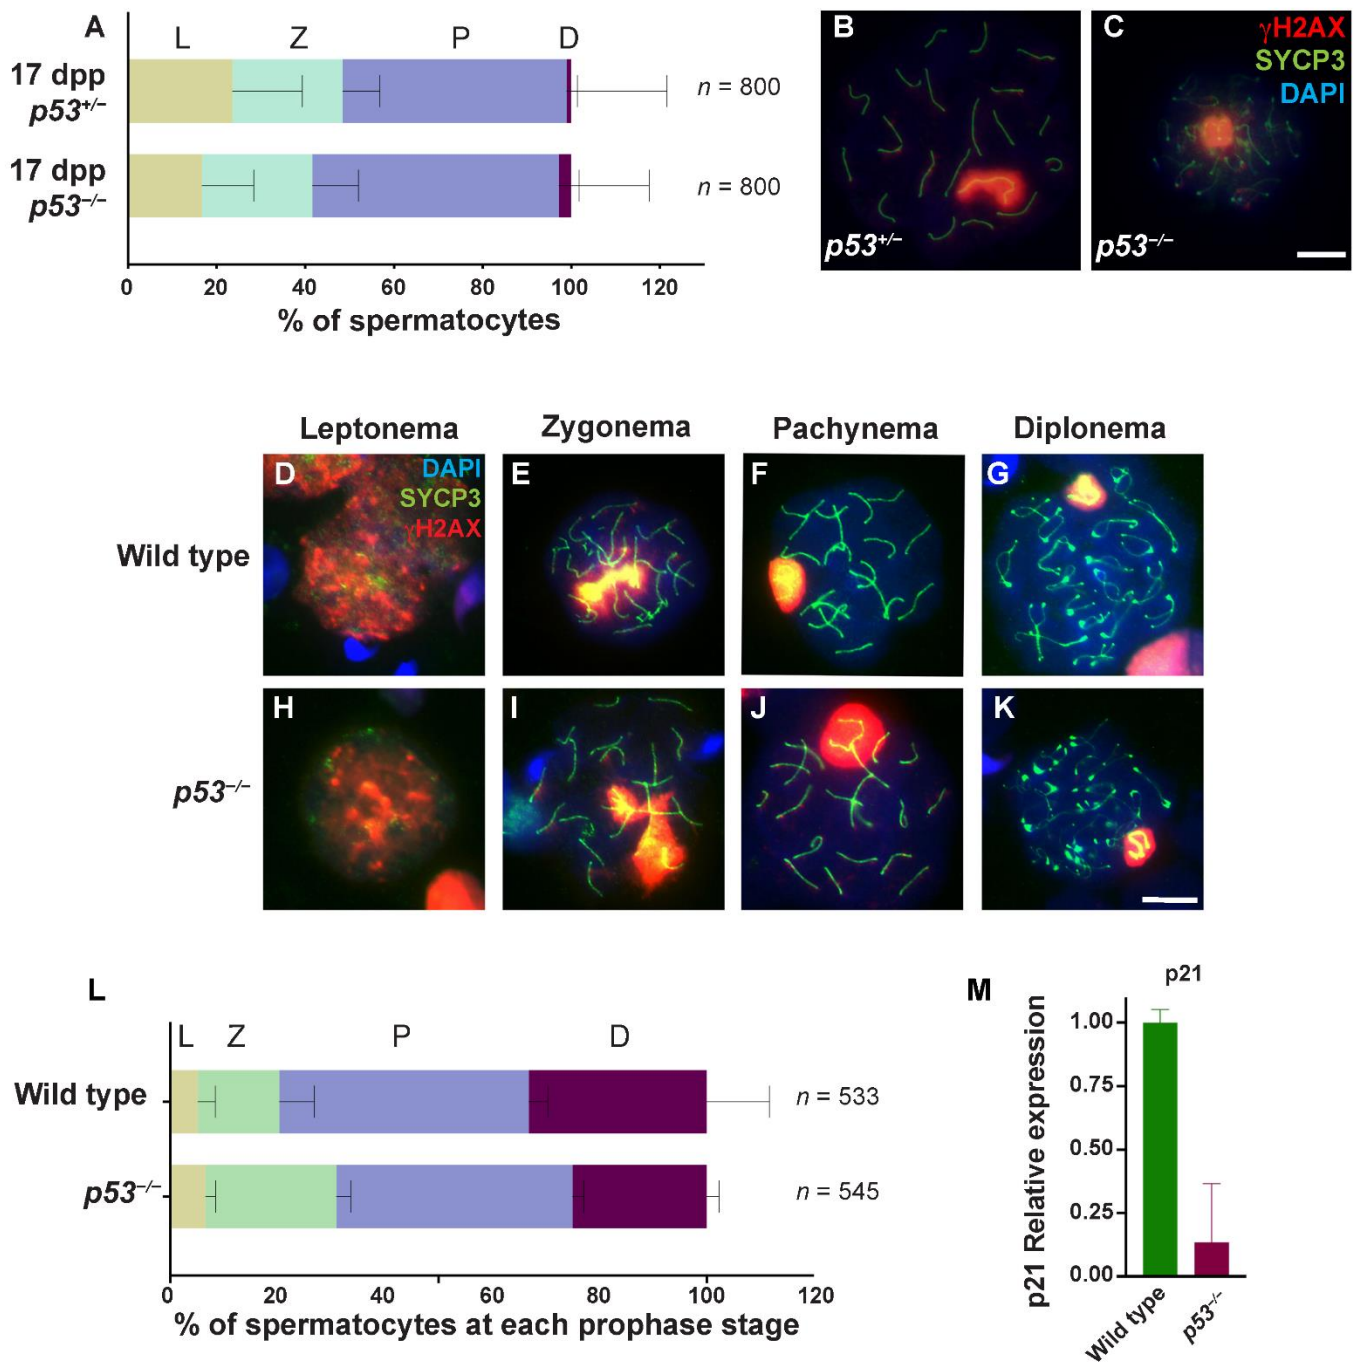 A
L Z P D
17 dpp
p53+/−
n = 800
17 dpp
p53−/−
n = 800
0 20 40 60 80 100 120
% of spermatocytes
B
p53+/−
C
γH2AX
SYCP3
DAPI
p53−/−
Leptonema Zygonema Pachynema Diplonema
Wild type
D
DAPI
SYCP3
γH2AX
E
F
G
p53−/−
H
I
J
K
L
L Z P D
Wild type
n = 533
p53−/−
n = 545
0 20 40 60 80 100 120
% of spermatocytes at each prophase stage
M
p21
p21 Relative expression
1.00
0.75
0.50
0.25
0.00
Wild type
p53−/−